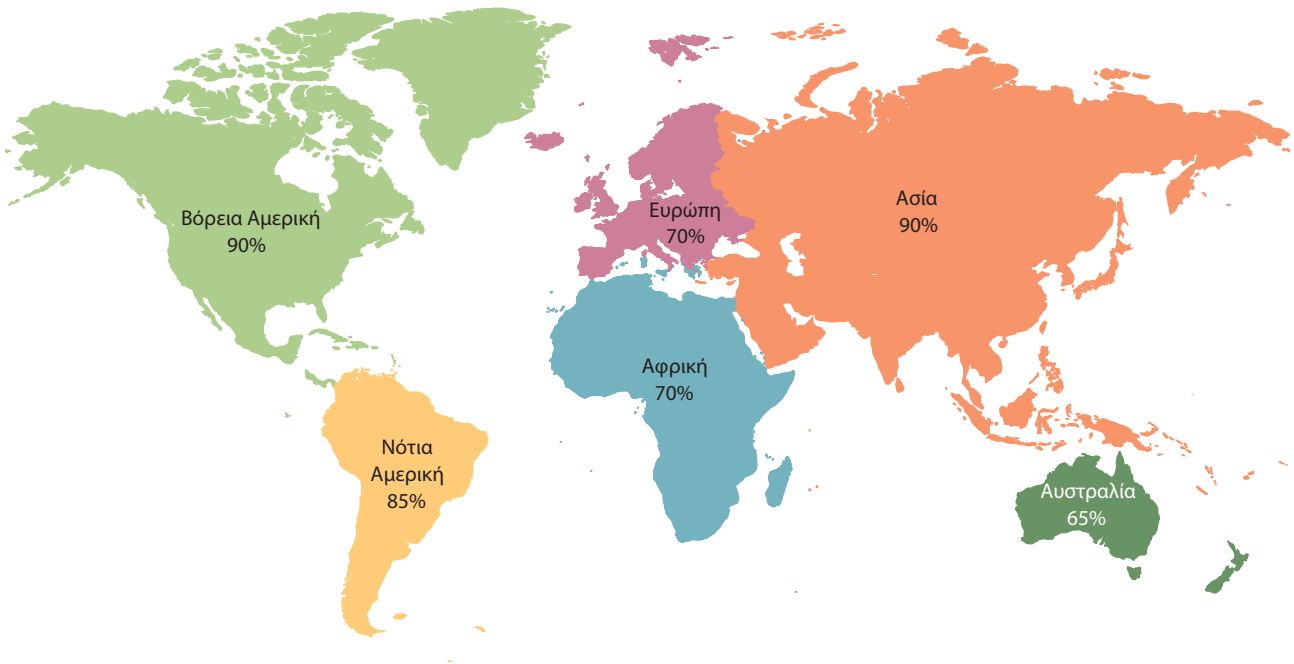 Βόρεια Αμερική
90%
Ευρώπη
70%
Ασία
90%
Αφρική
70%
Νότια
Αμερική
85%
Αυστραλία
65%